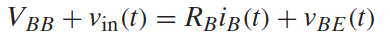 V_{BB} + v_{in}(t) = R_B i_B(t) + v_{BE}(t)